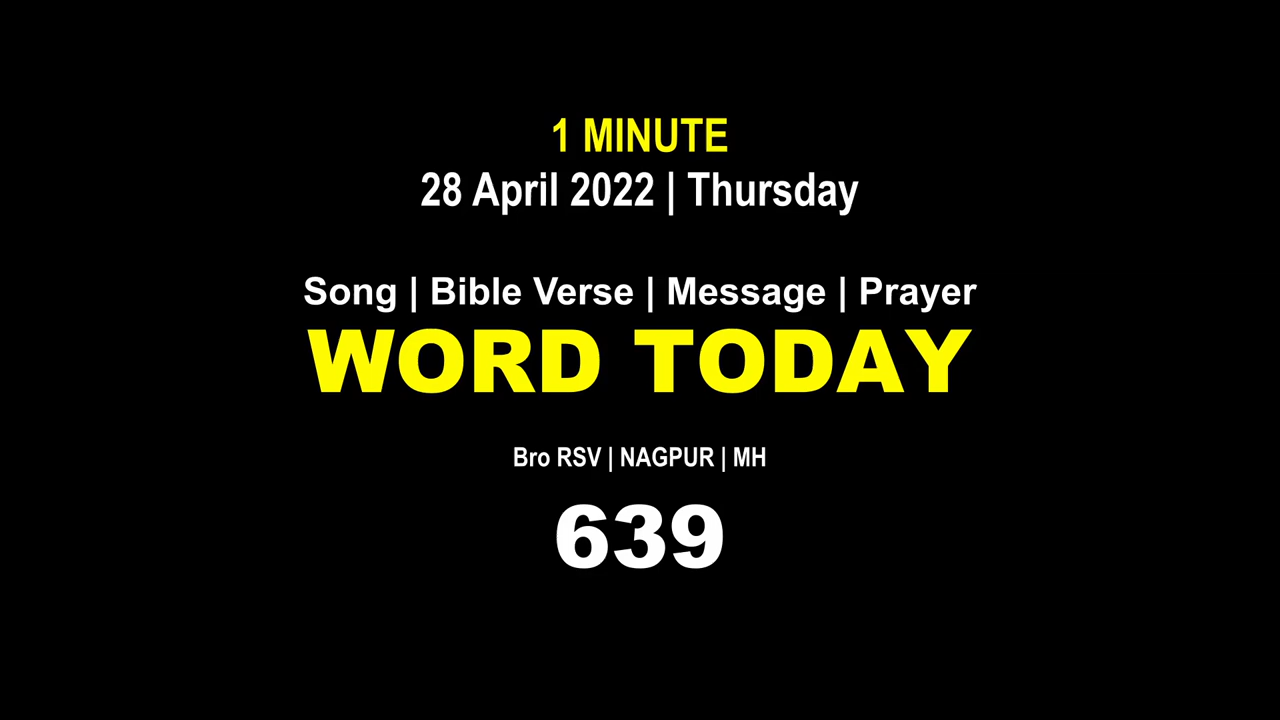 1 MINUTE
28 April 2022 | Thursday
Song | Bible Verse | Message | Prayer
WORD TODAY
Bro RSV | NAGPUR | MH
639